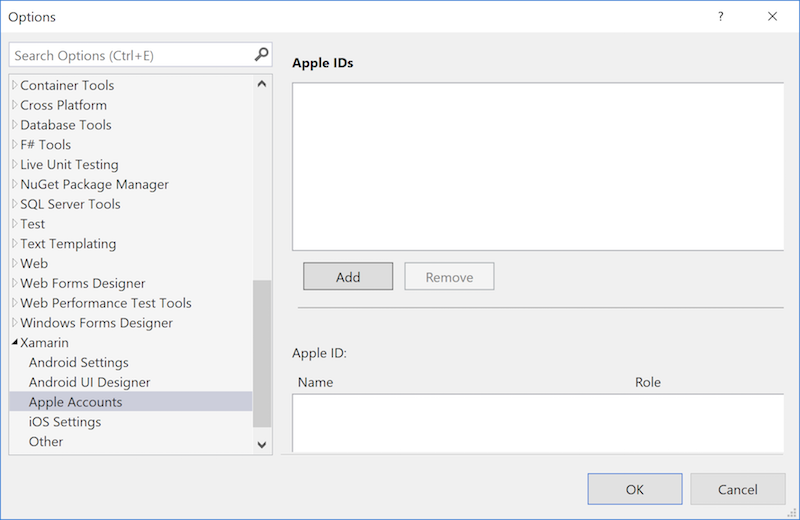 Options
?
Search Options (Ctrl+E)
Container Tools
Cross Platform
Database Tools
F# Tools
Live Unit Testing
NuGet Package Manager
SQL Server Tools
Test
Text Templating
Web
Web Forms Designer
Web Performance Test Tools
Windows Forms Designer
Xamarin
Android Settings
Android UI Designer
Apple Accounts
iOS Settings
Other
Apple IDs
Add Remove
Apple ID:
Name Role
OK Cancel